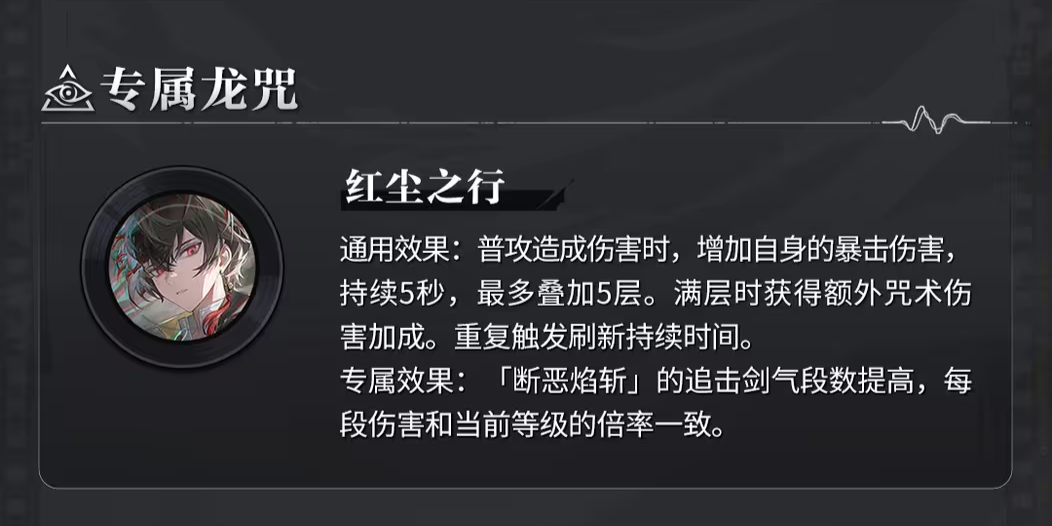 专属龙咒
红尘之行
通用效果：普攻造成伤害时，增加自身的暴击伤害，
持续5秒，最多叠加5层。满层时获得额外咒术伤
害加成。重复触发刷新持续时间。
专属效果：「断恶焰斩」的追击剑气段数提高，每
段伤害和当前等级的倍率一致。